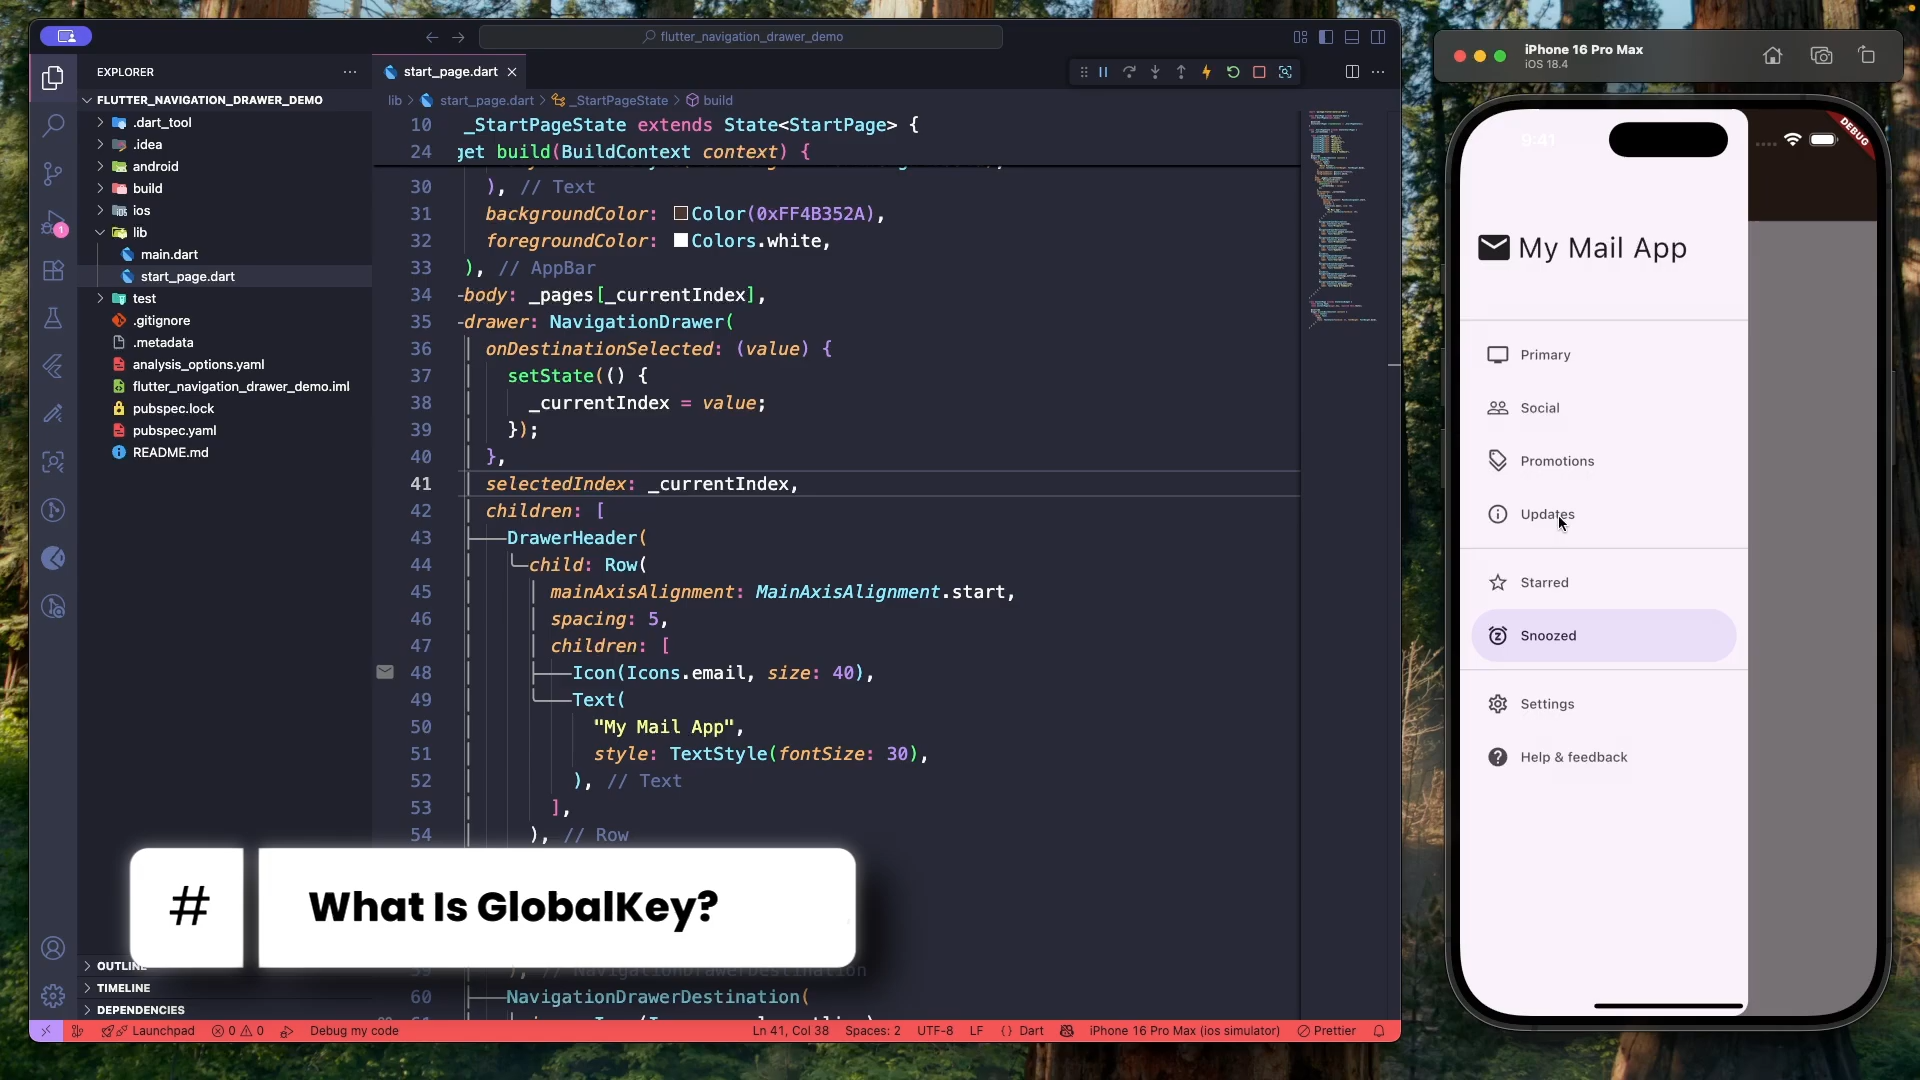 flutter_navigation_drawer_demo
EXPLORER
FLUTTER_NAVIGATION_DRAWER_DEMO
.dart_tool
.idea
android
build
ios
lib
main.dart
start_page.dart
test
.gitignore
.metadata
analysis_options.yaml
flutter_navigation_drawer_demo.iml
pubspec.lock
pubspec.yaml
README.md
1
OUTLINE
TIMELINE
DEPENDENCIES
start_page.dart
lib > start_page.dart > _StartPageState > build
10 _StartPageState extends State<StartPage> {
24 get build(BuildContext context) {
30 ), // Text
31 backgroundColor: Color(0xFF4B352A),
32 foregroundColor: Colors.white,
33 ), // AppBar
34 body: _pages[_currentIndex],
35 drawer: NavigationDrawer(
36 onDestinationSelected: (value) {
37 setState(() {
38 _currentIndex = value;
39 });
40 },
41 selectedIndex: _currentIndex,
42 children: [
43 DrawerHeader(
44 child: Row(
45 mainAxisAlignment: MainAxisAlignment.start,
46 spacing: 5,
47 children: [
48 Icon(Icons.email, size: 40),
49 Text(
50 "My Mail App",
51 style: TextStyle(fontSize: 30),
52 ), // Text
53 ],
54 ), // Row
59 ), // NavigationDrawerDestination
60 NavigationDrawerDestination(
# What Is GlobalKey?
Launchpad 0 0 Debug my code Ln 41, Col 38 Spaces: 2 UTF-8 LF {} Dart iPhone 16 Pro Max (ios simulator) Prettier
iPhone 16 Pro Max
iOS 18.4
9:41
DEBUG
My Mail App
Primary
Social
Promotions
Updates
Starred
Snoozed
Settings
Help & feedback